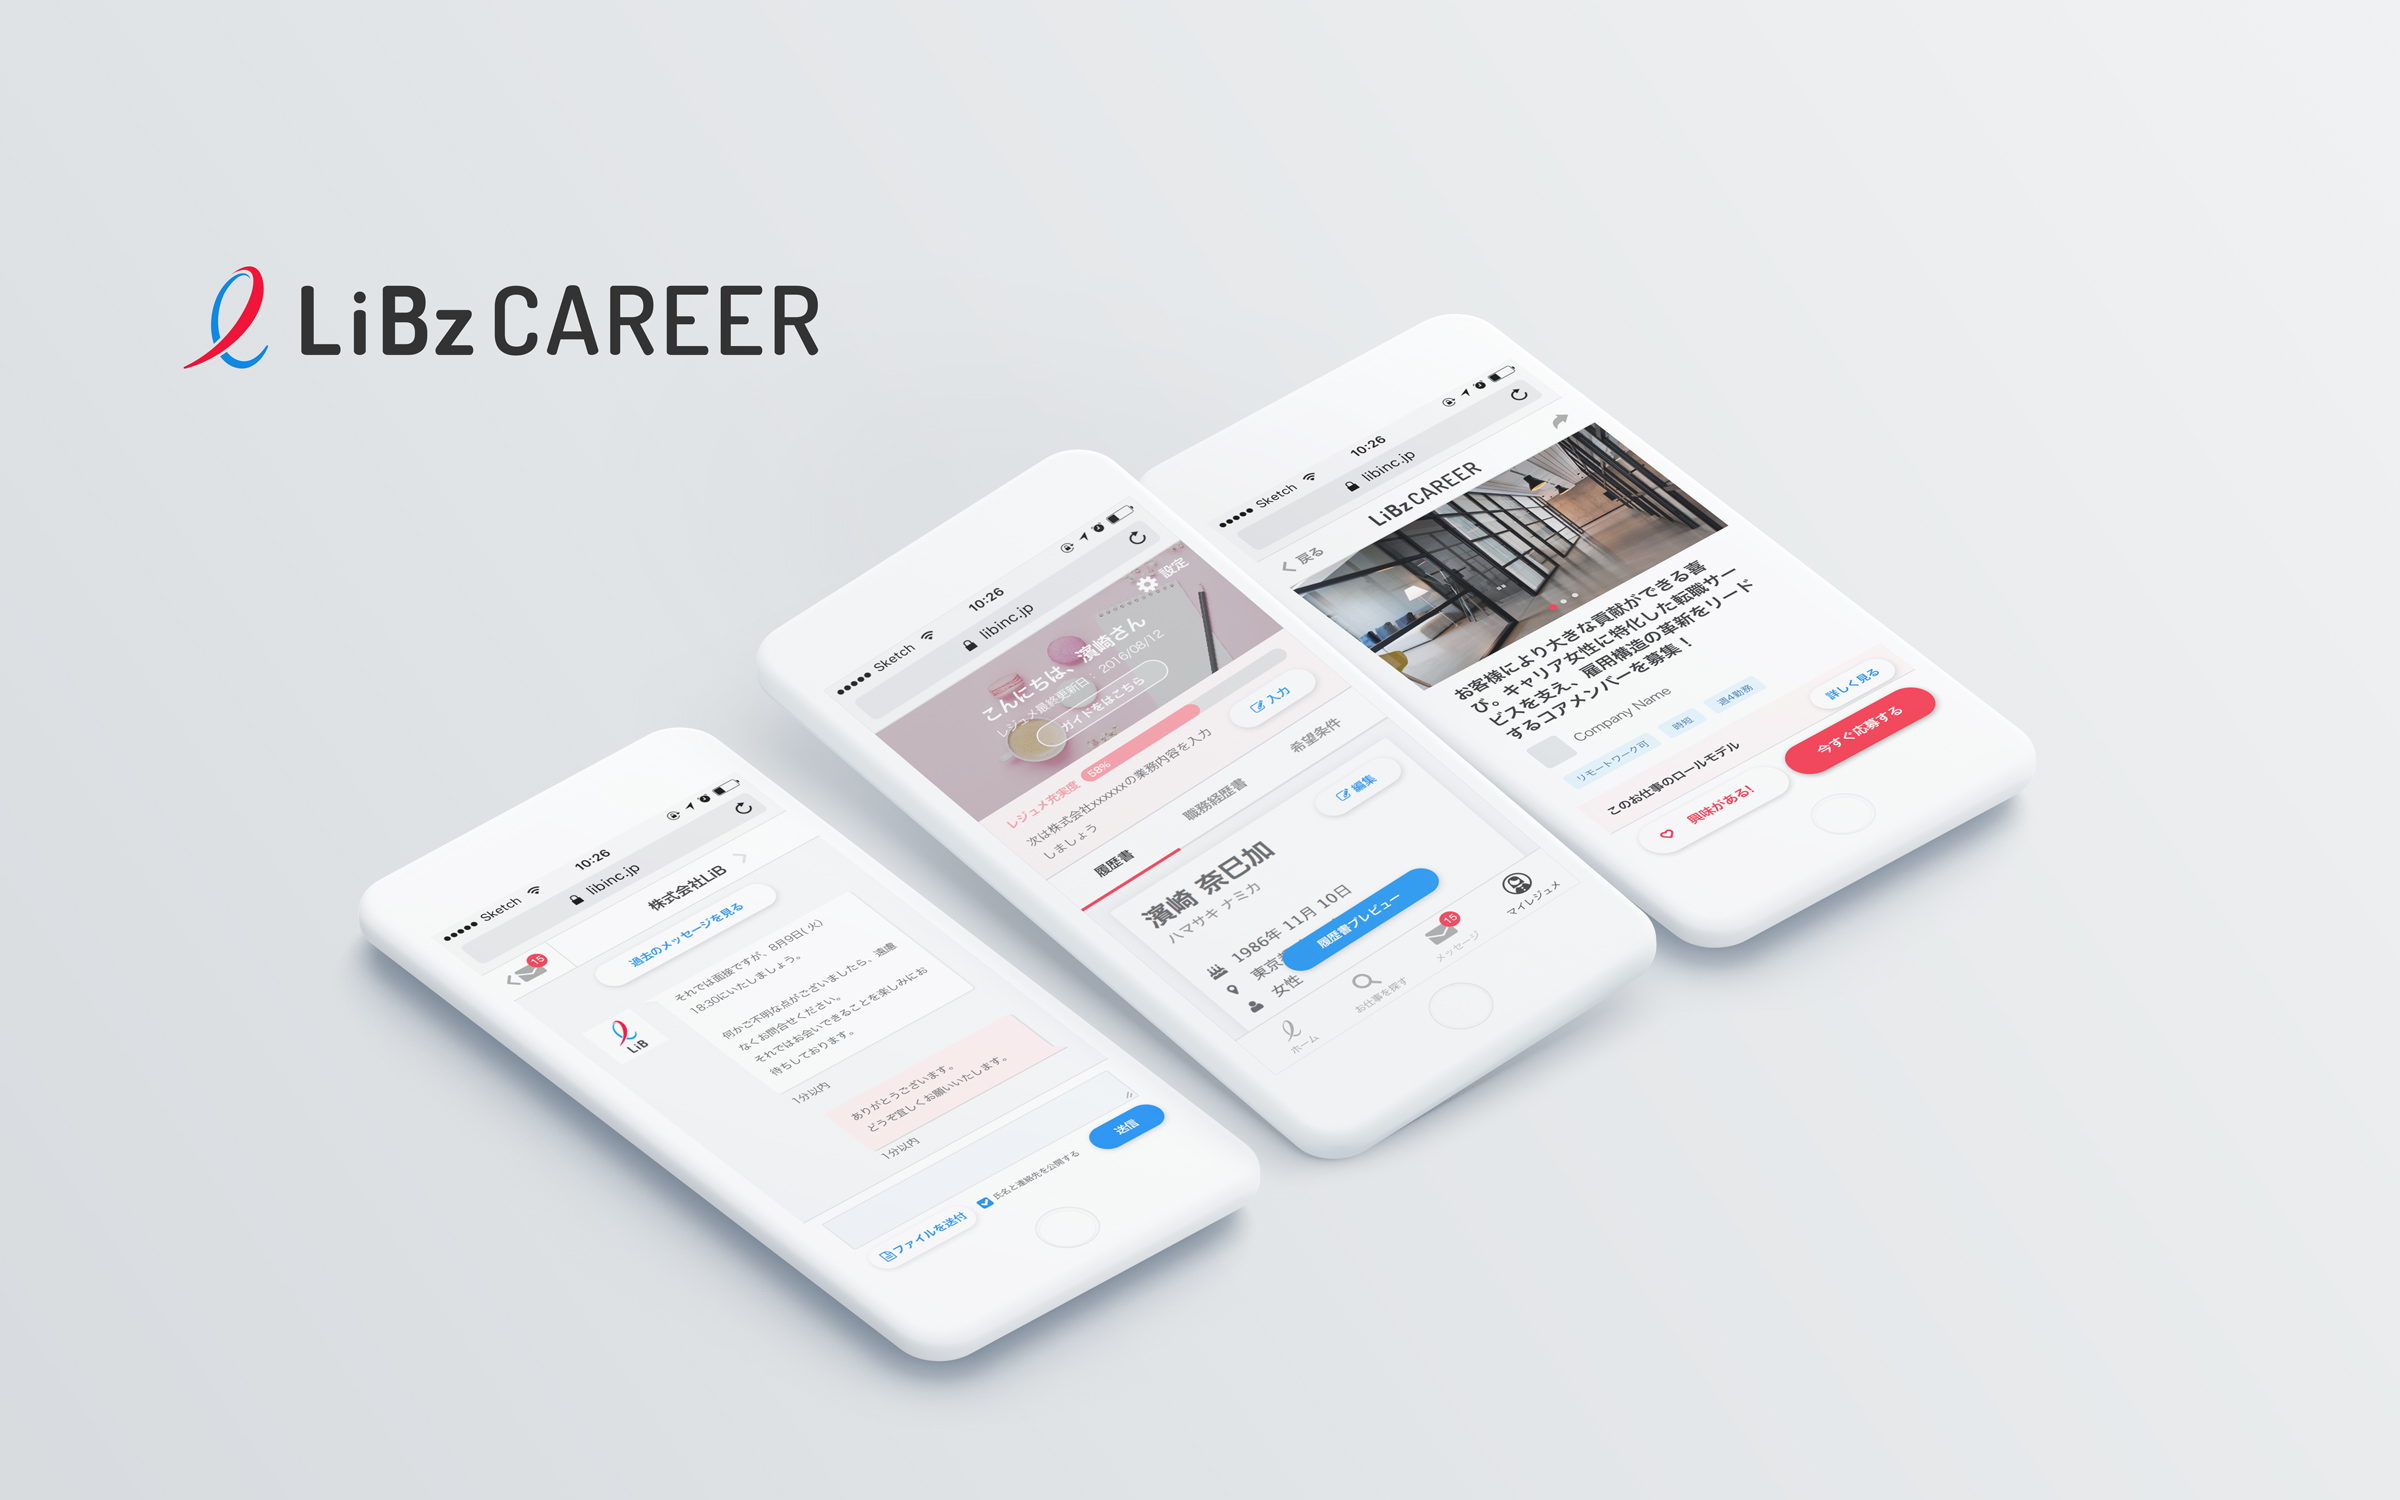 LiBz CAREER
Sketch
10:26
libinc.jp
15
株式会社LiB
過去のメッセージを見る
それでは面接ですが、8月9日(火)
18:30にいたしましょう。
何かご不明な点がございましたら、遠慮
なくお問合せください。
それではお会いできることを楽しみにお
待ちしております。
LiB
1分以内
ありがとうございます。
どうぞ宜しくお願いいたします。
1分以内
送信
氏名と連絡先を公開する
ファイルを送付
Sketch
10:26
libinc.jp
設定
こんにちは、濱崎さん
レジュメ最終更新日：2016/08/12
ガイドをはこちら
レジュメ充実度
58%
次は株式会社xxxxxxの業務内容を入力
しましょう
入力
履歴書
職務経歴書
希望条件
編集
濱崎 奈巳加
ハマサキ ナミカ
1986年 11月 10日
東京
女性
履歴書プレビュー
ホーム
お仕事を探す
15
メッセージ
マイレジュメ
Sketch
10:26
libinc.jp
戻る
LiBz CAREER
お客様により大きな貢献ができる喜
び。キャリア女性に特化した転職サー
ビスを支え、雇用構造の革新をリード
するコアメンバーを募集！
Company Name
リモートワーク可
時短
週4勤務
このお仕事のロールモデル
詳しく見る
興味がある!
今すぐ応募する